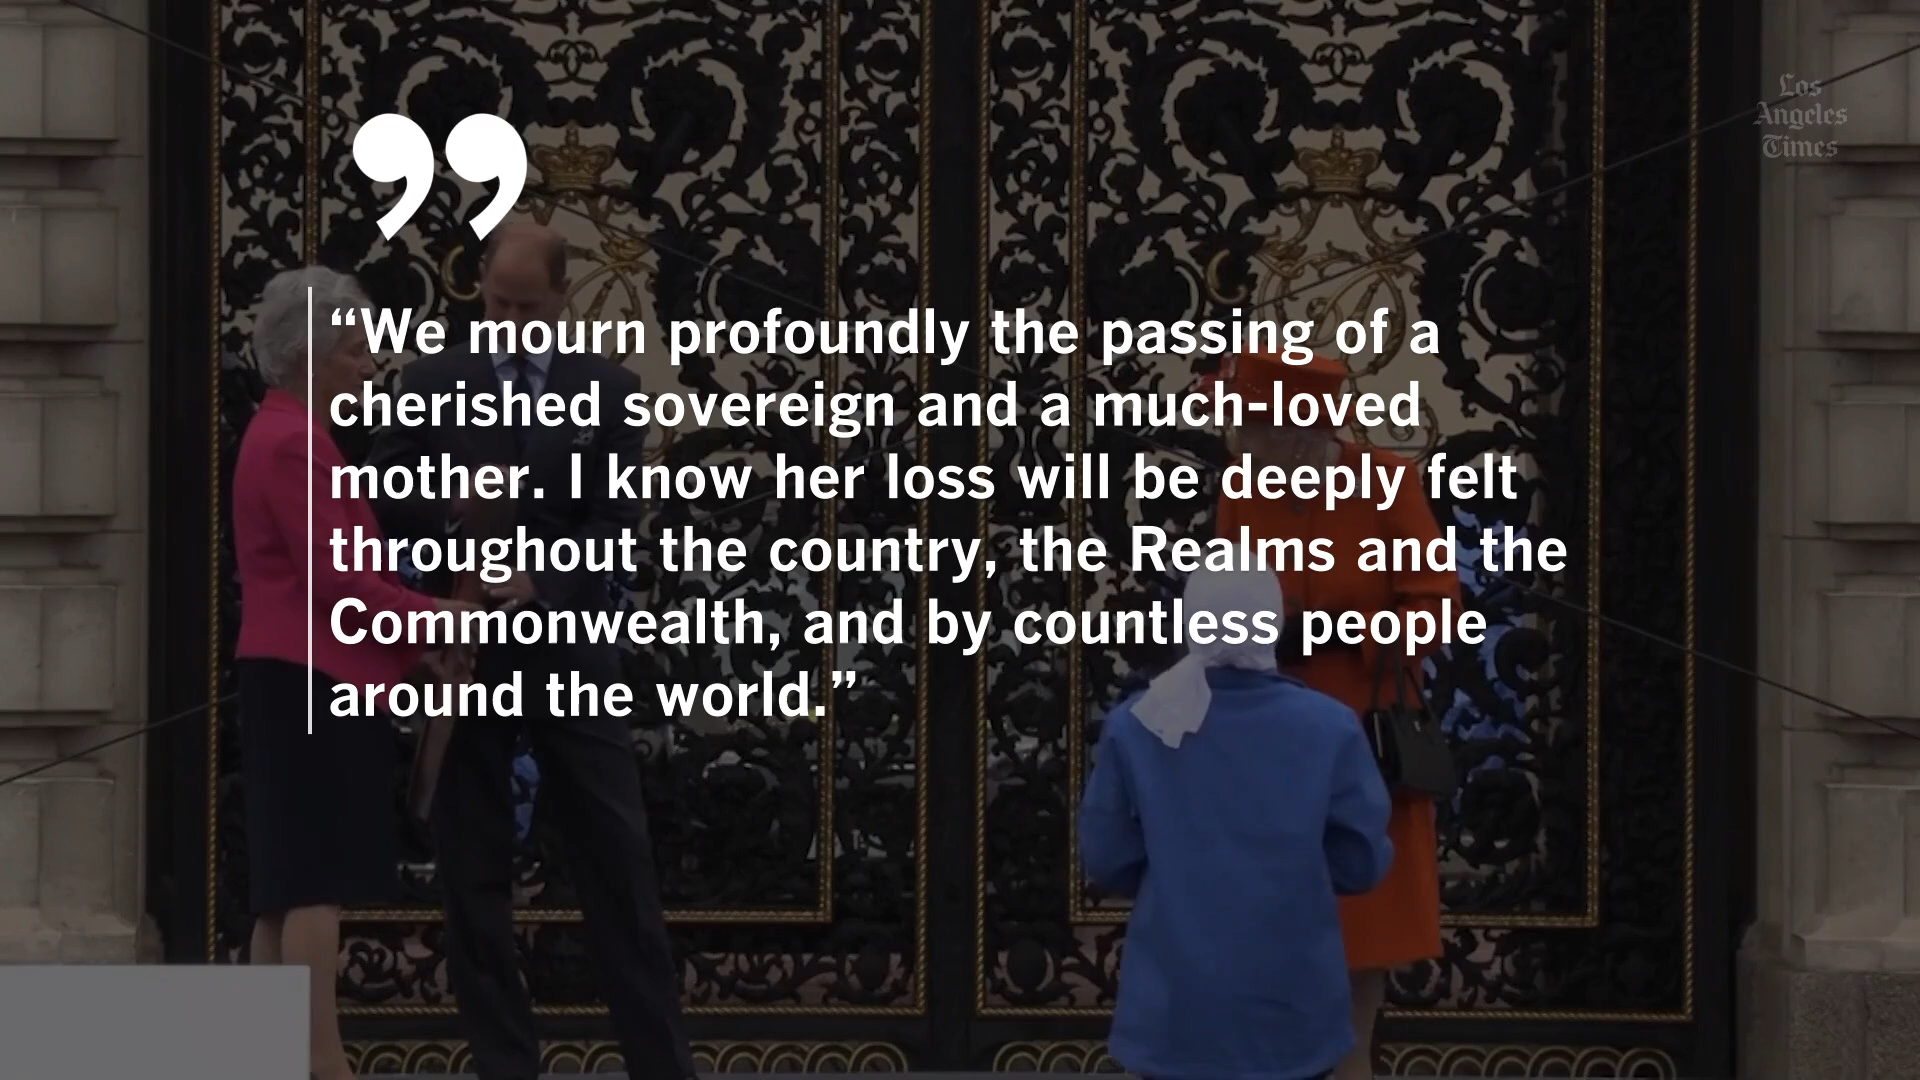 Los
Angeles
Times
“We mourn profoundly the passing of a
cherished sovereign and a much-loved
mother. I know her loss will be deeply felt
throughout the country, the Realms and the
Commonwealth, and by countless people
around the world.”